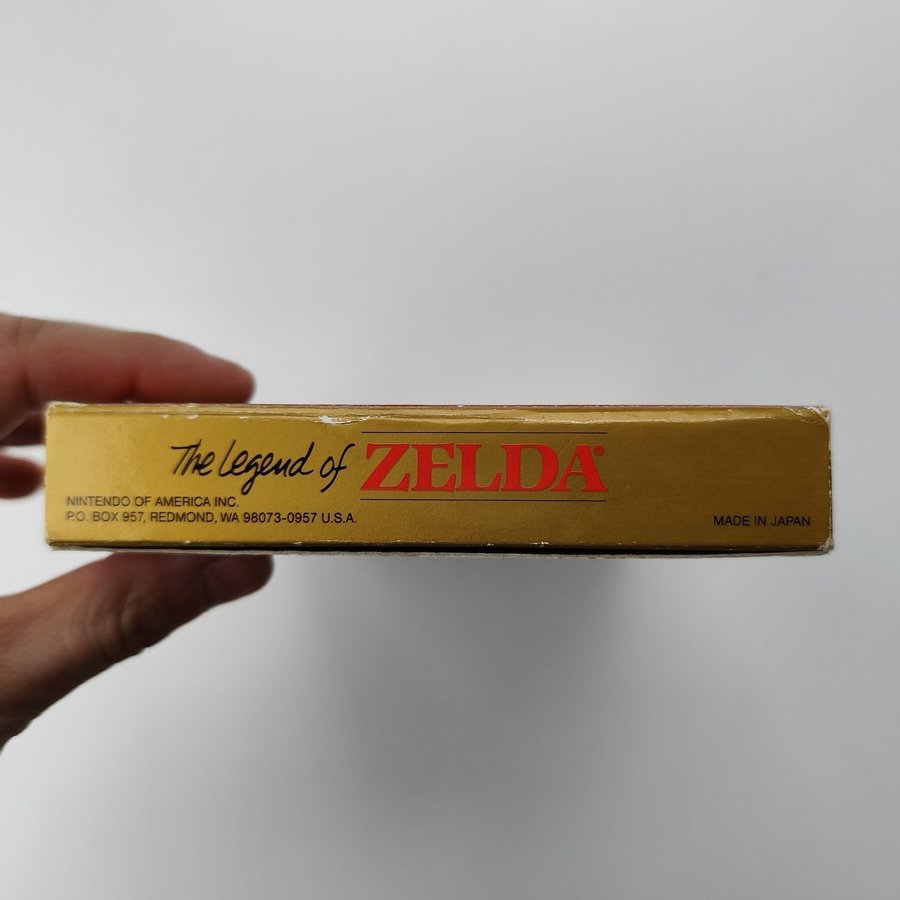 The Legend of ZELDA
NINTENDO OF AMERICA INC.
P.O. BOX 957, REDMOND, WA 98073-0957 U.S.A.
MADE IN JAPAN